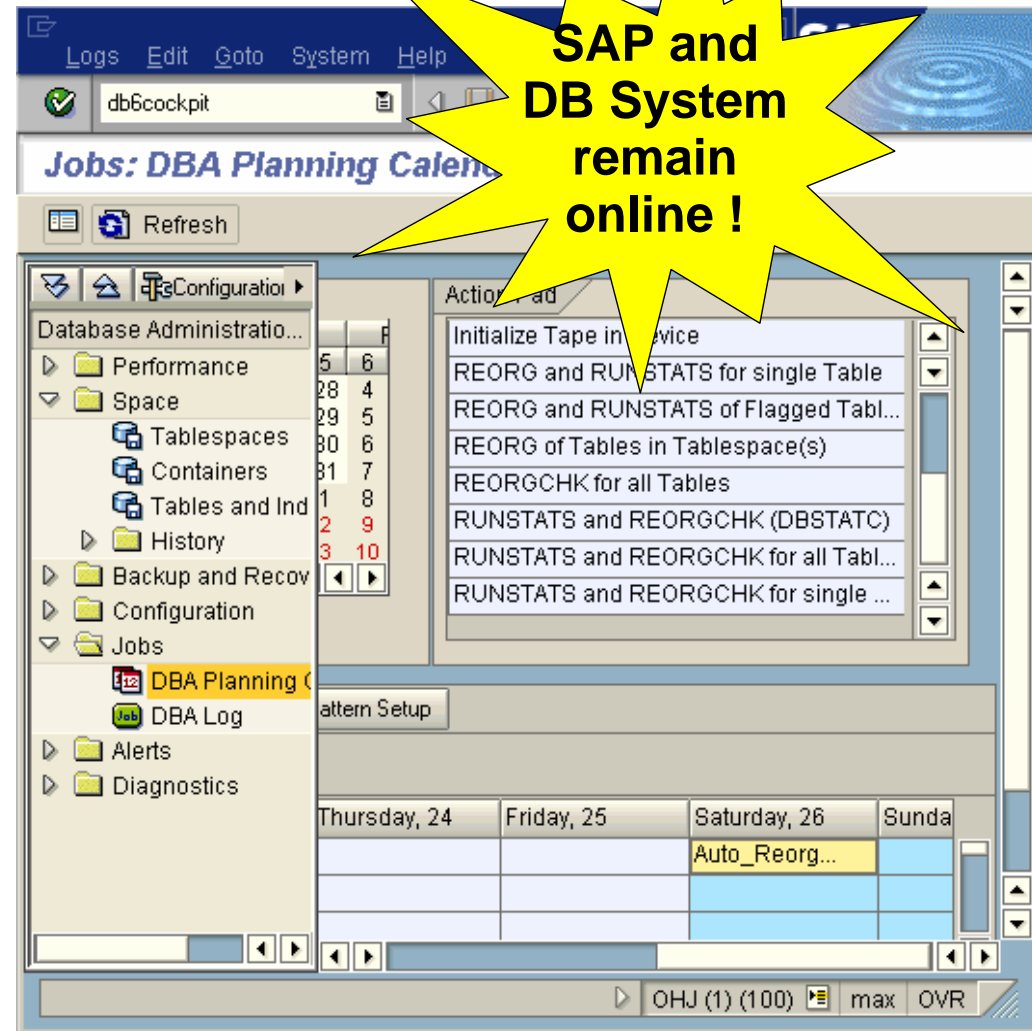 SAP and
DB System
remain
online !
Logs Edit Goto System Help
db6cockpit
Jobs: DBA Planning Cale
Refresh
Configuration
Database Administratio...
Performance
Space
Tablespaces
Containers
Tables and Ind
History
Backup and Recov
Configuration
Jobs
DBA Planning
DBA Log
Alerts
Diagnostics
5 6
28 4
29 5
30 6
31 7
1 8
2 9
3 10
Action Pad
Initialize Tape in Device
REORG and RUNSTATS for single Table
REORG and RUNSTATS of Flagged Tabl...
REORG of Tables in Tablespace(s)
REORGCHK for all Tables
RUNSTATS and REORGCHK (DBSTATC)
RUNSTATS and REORGCHK for all Tabl...
RUNSTATS and REORGCHK for single ...
attern Setup
Thursday, 24 Friday, 25 Saturday, 26 Sunda
Auto_Reorg...
OHJ (1) (100) max OVR